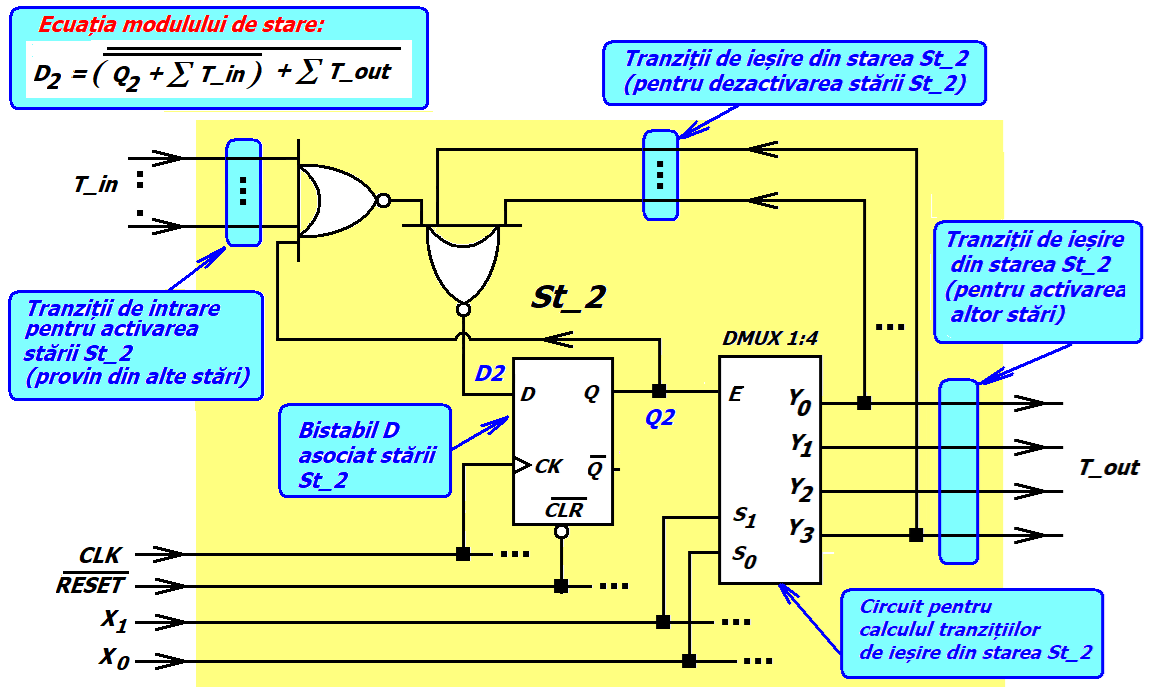 Ecuația modulului de stare:
D2 = (Q2 + ∑ T_in) + ∑ T_out
Tranziții de ieșire din starea St_2
(pentru dezactivarea stării St_2)
T_in
Tranziții de ieșire
din starea St_2
(pentru activarea
altor stări)
Tranziții de intrare
pentru activarea
stării St_2
(provin din alte stări)
St_2
DMUX 1:4
D2
D
Q
Q2
E
Y0
Y1
Y2
Y3
T_out
Bistabil D
asociat stării
St_2
CK
Q̅
CLR
S1
S0
CLK
RESET
X1
X0
Circuit pentru
calculul tranzițiilor
de ieșire din starea St_2